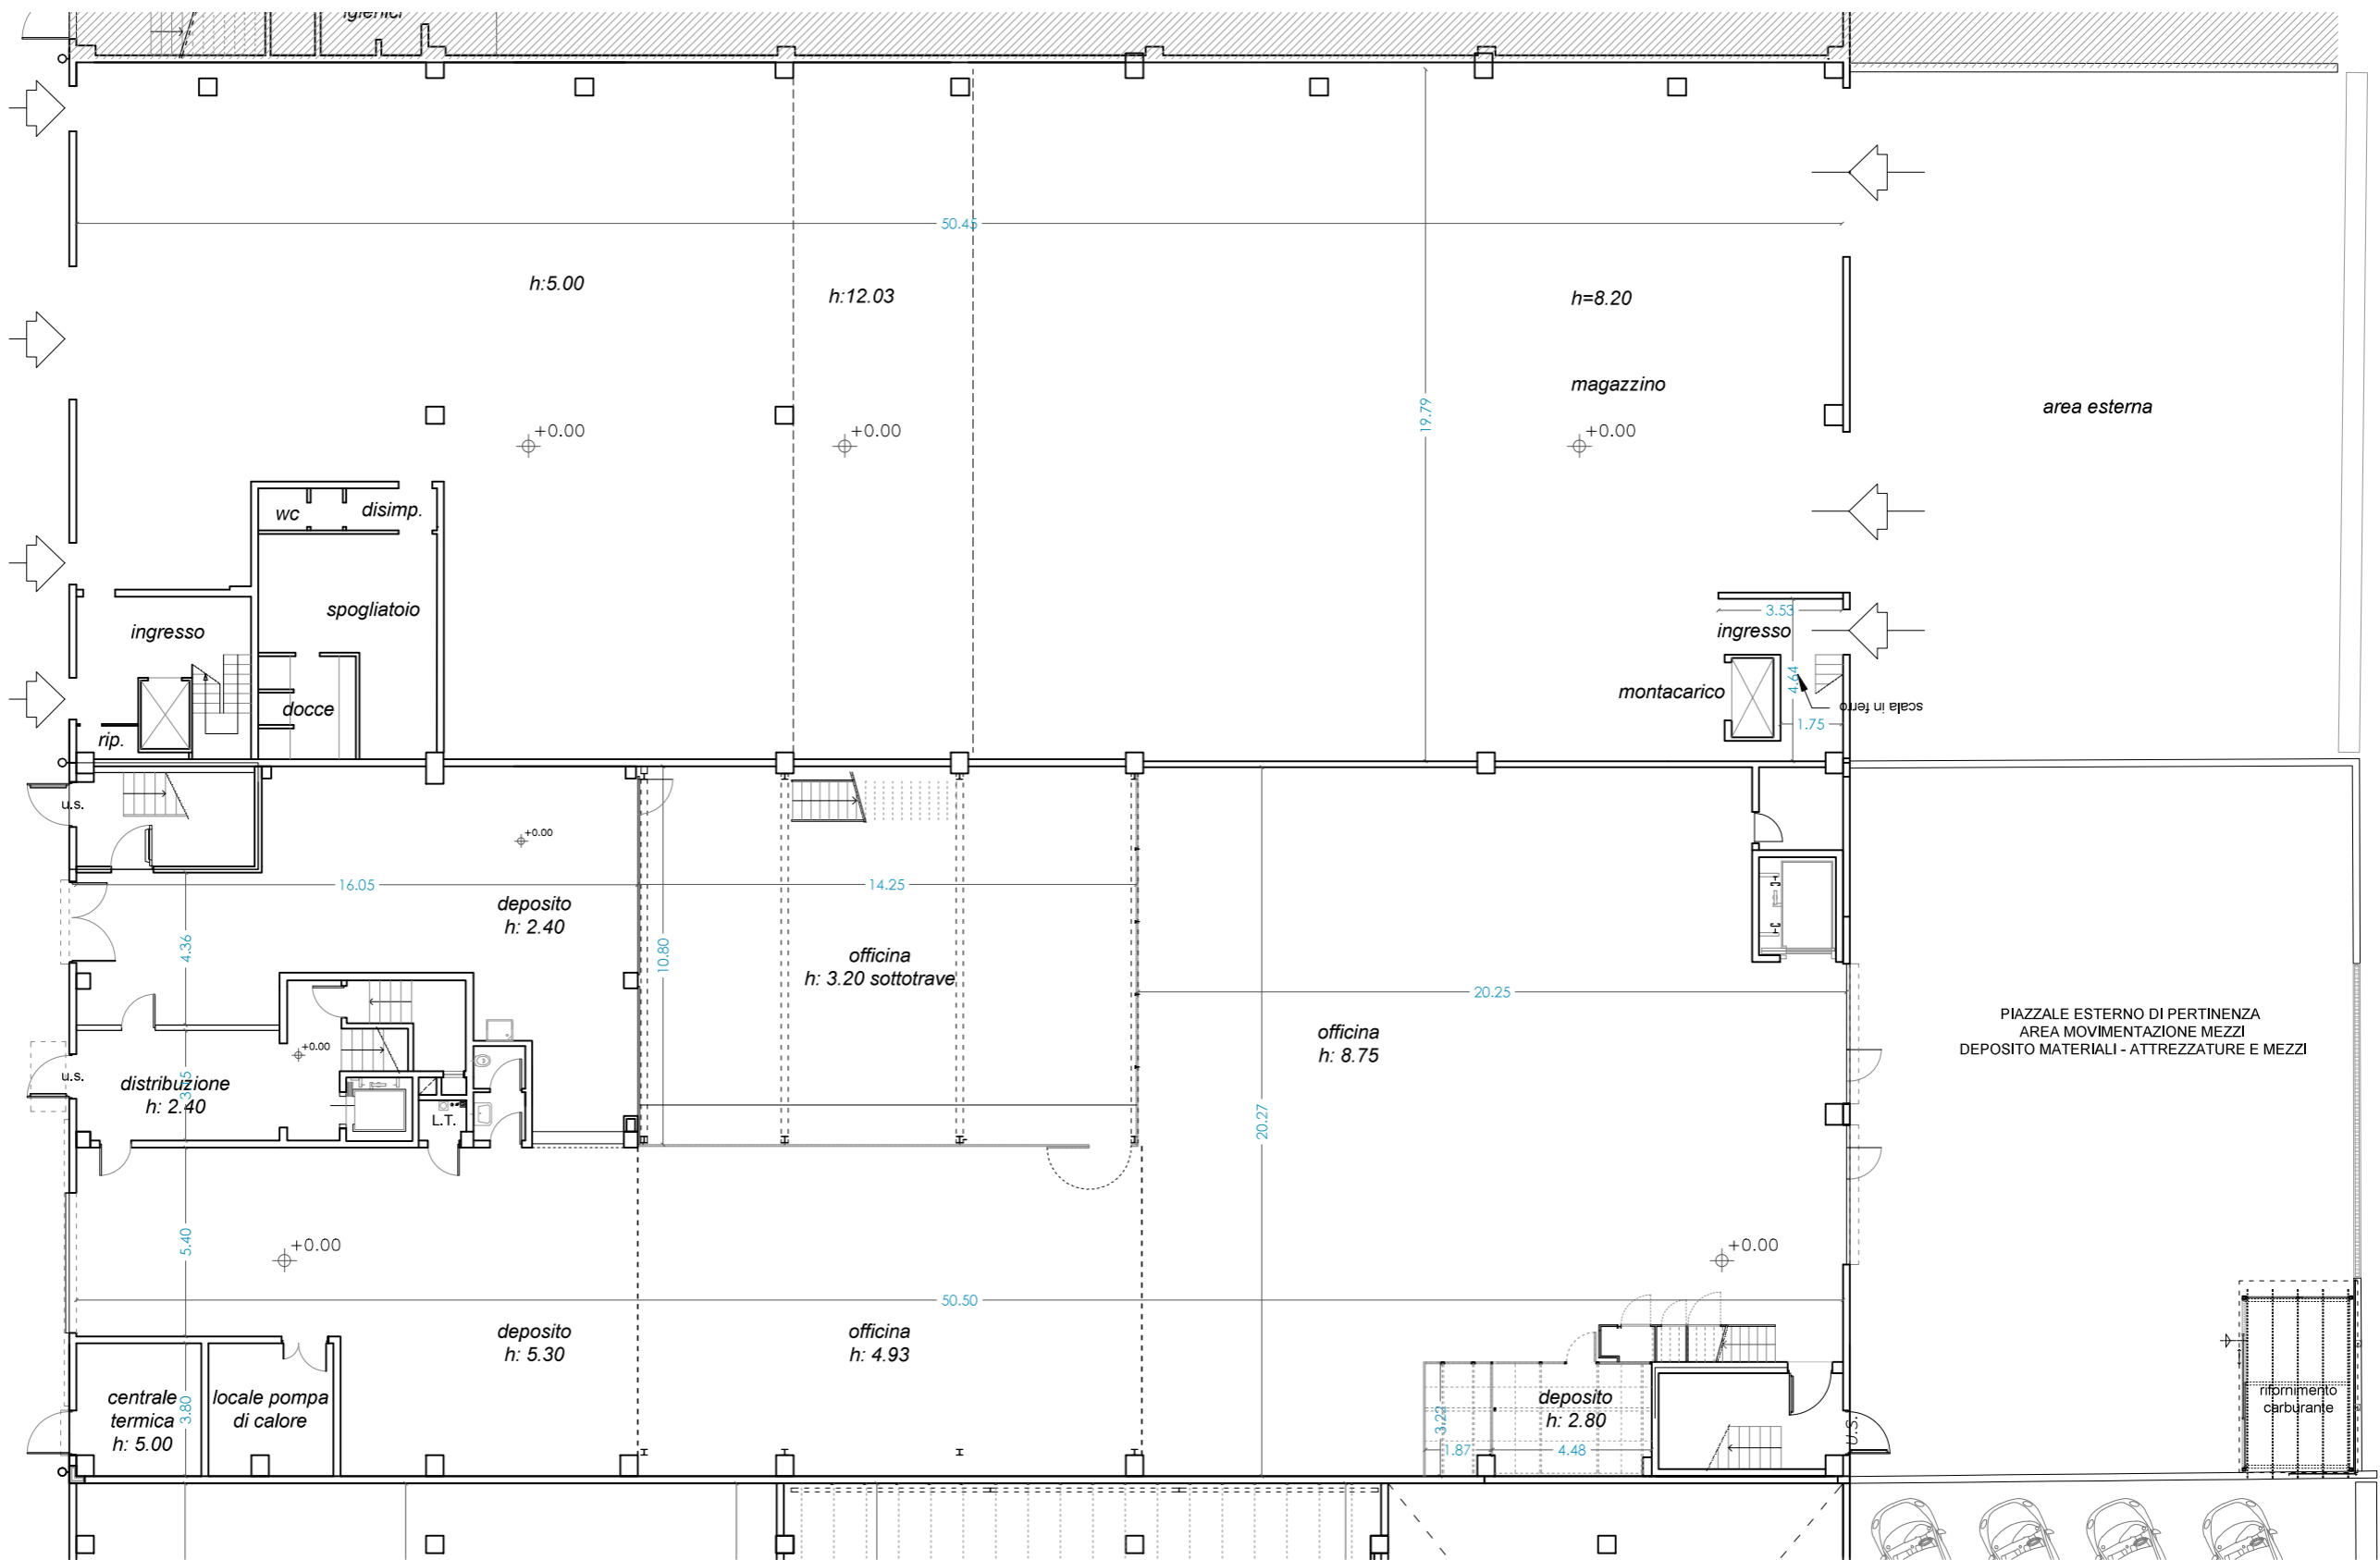 igienici
50.45
h:5.00
h:12.03
h=8.20
magazzino
area esterna
19.79
+0.00
+0.00
+0.00
wc
disimp.
spogliatoio
ingresso
docce
rip.
3.53
ingresso
4.64
montacarico
scala in ferro
1.75
u.s.
+0.00
16.05
14.25
deposito
h: 2.40
4.36
10.80
officina
h: 3.20 sottotrave
20.25
officina
h: 8.75
PIAZZALE ESTERNO DI PERTINENZA
AREA MOVIMENTAZIONE MEZZI
DEPOSITO MATERIALI - ATTREZZATURE E MEZZI
+0.00
u.s.
distribuzione
h: 2.40
L.T.
20.27
5.40
+0.00
+0.00
50.50
deposito
h: 5.30
officina
h: 4.93
centrale
termica
h: 5.00
3.80
locale pompa
di calore
deposito
h: 2.80
3.22
1.87
4.48
U.S.
rifornimento
carburante